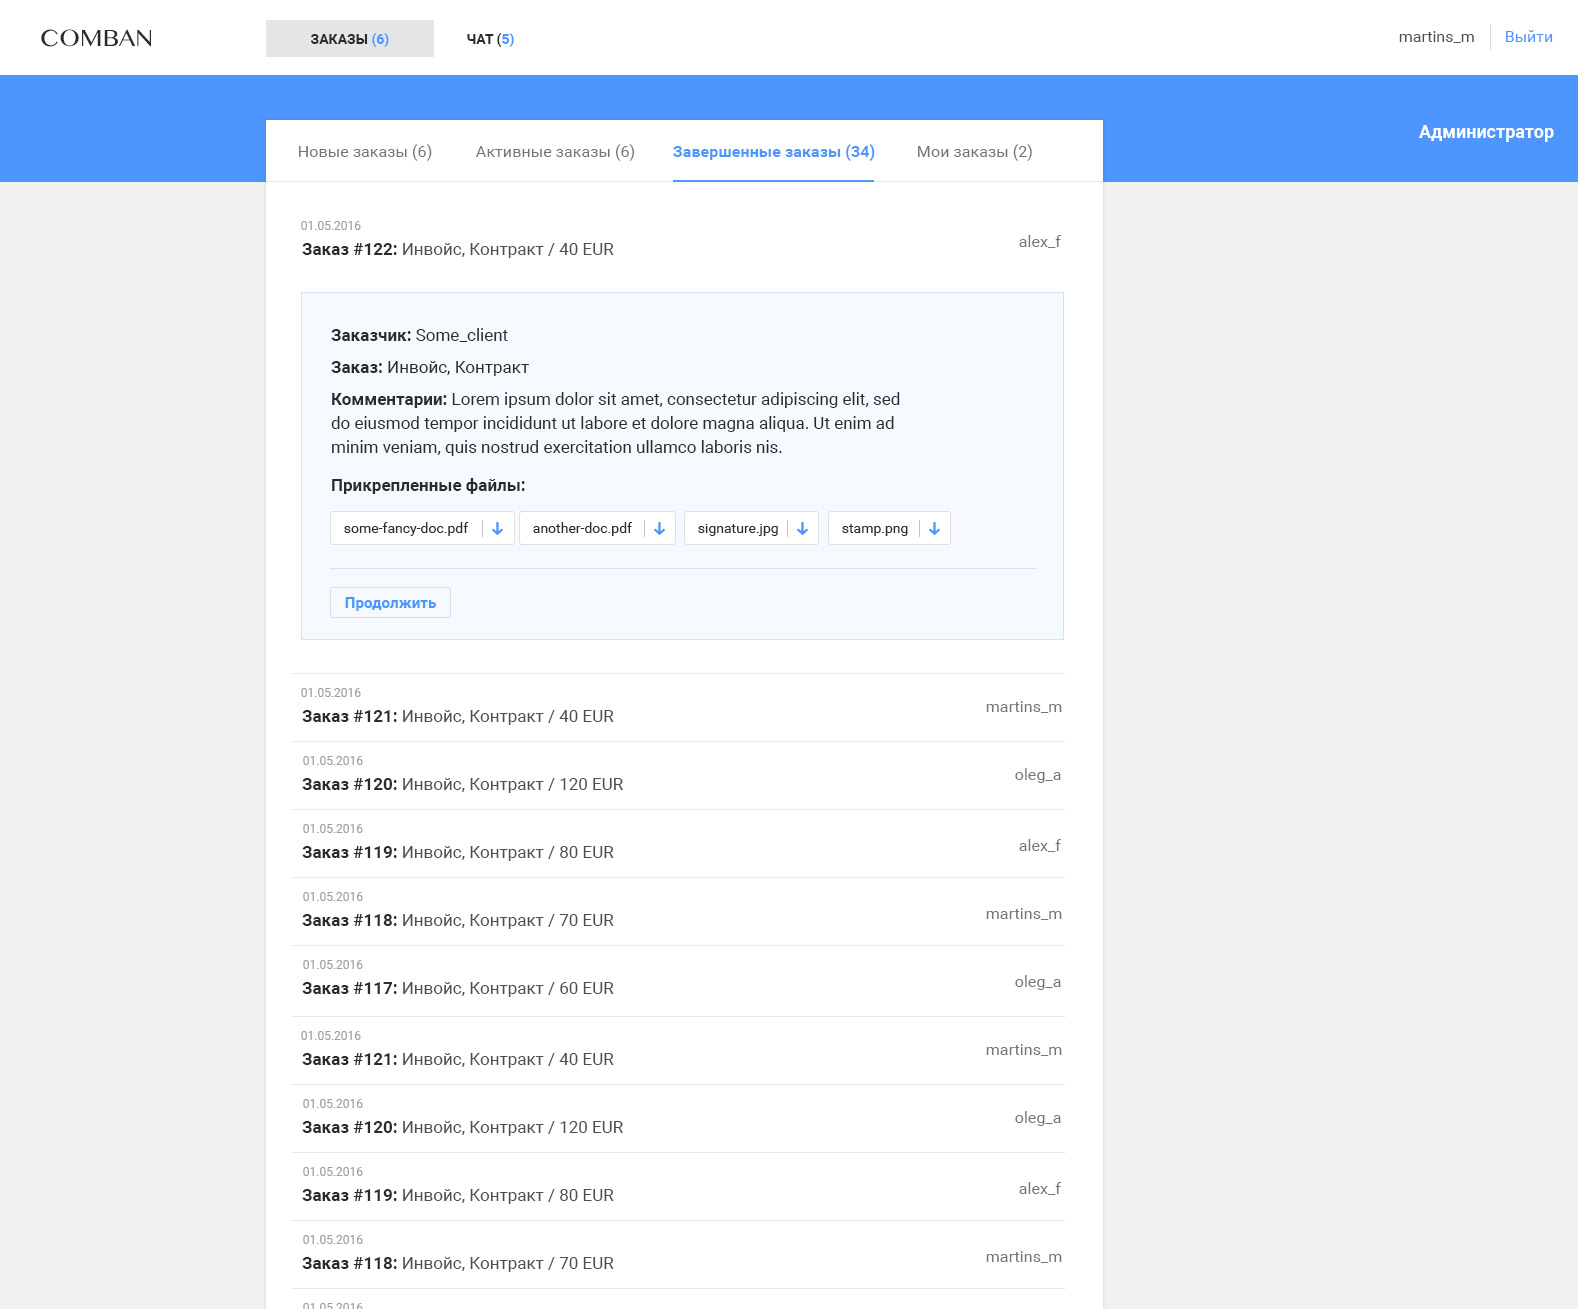 COMBAN
ЗАКАЗЫ (6)
ЧАТ (5)
martins_m
Выйти
Администратор
Новые заказы (6)
Активные заказы (6)
Завершенные заказы (34)
Мои заказы (2)
01.05.2016
Заказ #122: Инвойс, Контракт / 40 EUR
alex_f
Заказчик: Some_client
Заказ: Инвойс, Контракт
Комментарии: Lorem ipsum dolor sit amet, consectetur adipiscing elit, sed
do eiusmod tempor incididunt ut labore et dolore magna aliqua. Ut enim ad
minim veniam, quis nostrud exercitation ullamco laboris nis.
Прикрепленные файлы:
some-fancy-doc.pdf
another-doc.pdf
signature.jpg
stamp.png
Продолжить
01.05.2016
Заказ #121: Инвойс, Контракт / 40 EUR
martins_m
01.05.2016
Заказ #120: Инвойс, Контракт / 120 EUR
oleg_a
01.05.2016
Заказ #119: Инвойс, Контракт / 80 EUR
alex_f
01.05.2016
Заказ #118: Инвойс, Контракт / 70 EUR
martins_m
01.05.2016
Заказ #117: Инвойс, Контракт / 60 EUR
oleg_a
01.05.2016
Заказ #121: Инвойс, Контракт / 40 EUR
martins_m
01.05.2016
Заказ #120: Инвойс, Контракт / 120 EUR
oleg_a
01.05.2016
Заказ #119: Инвойс, Контракт / 80 EUR
alex_f
01.05.2016
Заказ #118: Инвойс, Контракт / 70 EUR
martins_m
01.05.2016